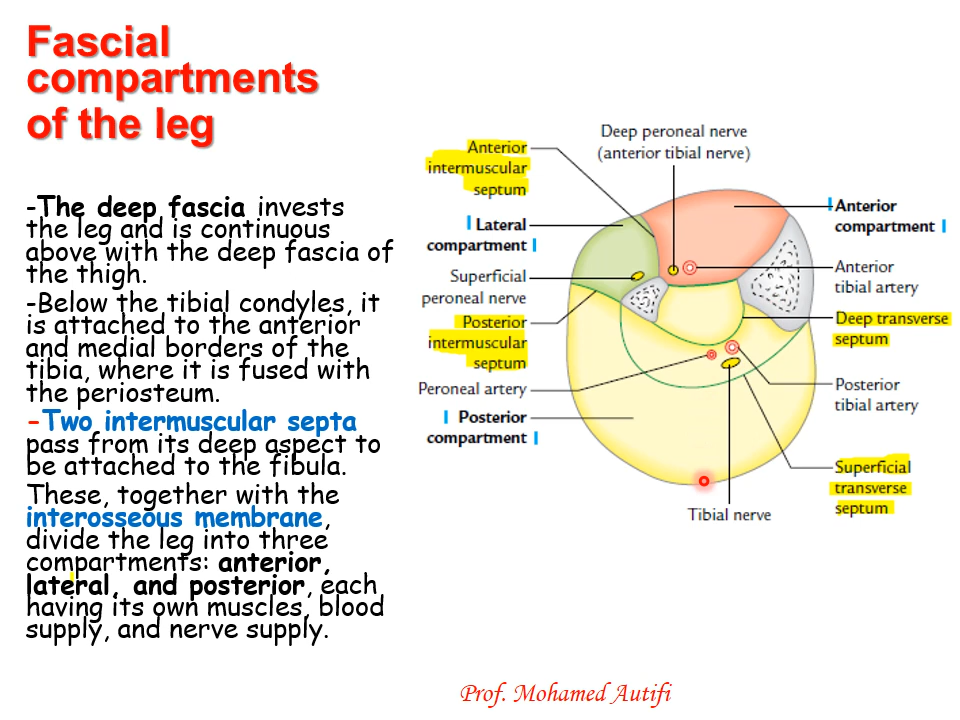 Fascial
compartments
of the leg
-The deep fascia invests
the leg and is continuous
above with the deep fascia of
the thigh.
-Below the tibial condyles, it
is attached to the anterior
and medial borders of the
tibia, where it is fused with
the periosteum.
-Two intermuscular septa
pass from its deep aspect to
be attached to the fibula.
These, together with the
interosseous membrane,
divide the leg into three
compartments: anterior,
lateral, and posterior, each
having its own muscles, blood
supply, and nerve supply.
Deep peroneal nerve
(anterior tibial nerve)
Anterior
intermuscular
septum
Lateral
compartment
Superficial
peroneal nerve
Posterior
intermuscular
septum
Peroneal artery
Posterior
compartment
Anterior
compartment
Anterior
tibial artery
Deep transverse
septum
Posterior
tibial artery
Superficial
transverse
septum
Tibial nerve
Prof. Mohamed Autifi